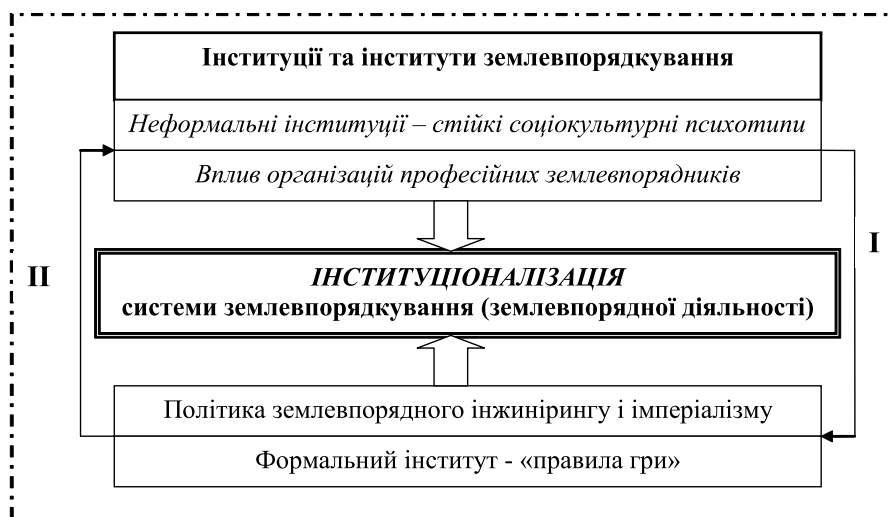 Інституції та інститути землевпорядкування
Неформальні інституції – стійкі соціокультурні психотипи
Вплив організацій професійних землевпорядників
І
ІІ
ІНСТИТУЦІОНАЛІЗАЦІЯ
системи землевпорядкування (землевпорядної діяльності)
Політика землевпорядного інжинірингу і імперіалізму
Формальний інститут - «правила гри»